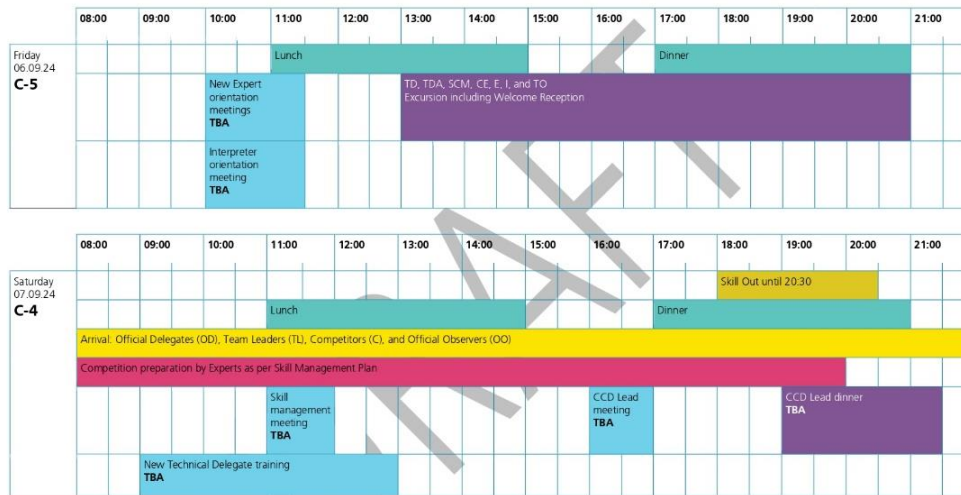 08:00 09:00 10:00 11:00 12:00 13:00 14:00 15:00 16:00 17:00 18:00 19:00 20:00 21:00
Friday
06.09.24
C-5
Lunch
Dinner
New Expert
orientation
meetings
TBA
TD, TDA, SCM, CE, E, I, and TO
Excursion including Welcome Reception
Interpreter
orientation
meeting
TBA
08:00 09:00 10:00 11:00 12:00 13:00 14:00 15:00 16:00 17:00 18:00 19:00 20:00 21:00
Saturday
07.09.24
C-4
Skill Out until 20:30
Lunch
Dinner
Arrival: Official Delegates (OD), Team Leaders (TL), Competitors (C), and Official Observers (OO)
Competition preparation by Experts as per Skill Management Plan
Skill
management
meeting
TBA
CCD Lead
meeting
TBA
CCD Lead dinner
TBA
New Technical Delegate training
TBA
DRAFT